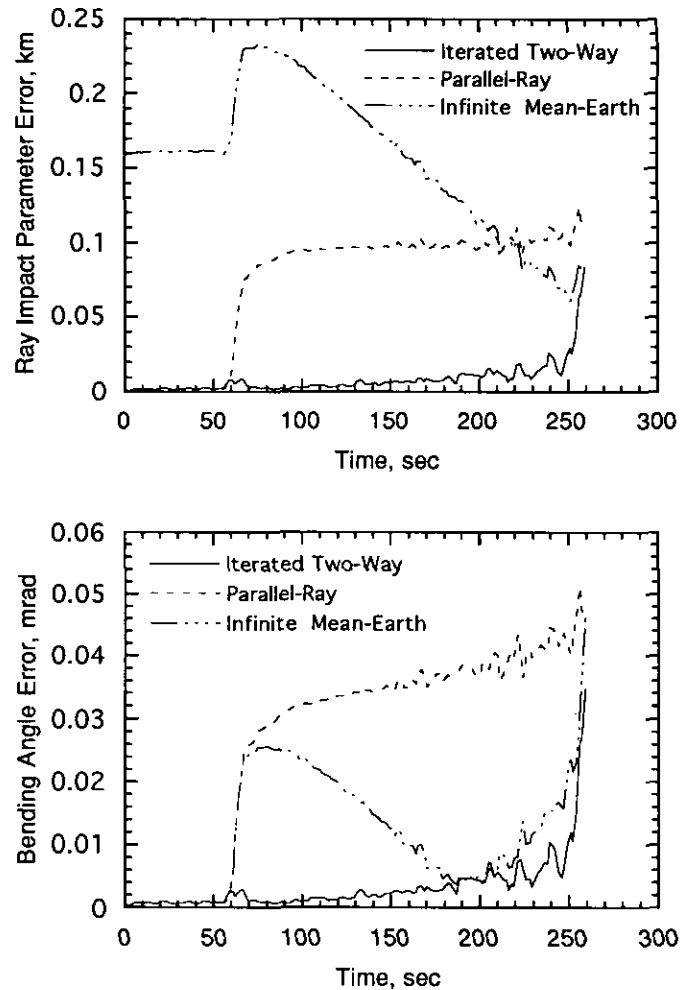 Ray Impact Parameter Error, km
0.25
0.2
0.15
0.1
0.05
0
Iterated Two-Way
Parallel-Ray
Infinite Mean-Earth
0 50 100 150 200 250 300
Time, sec
Bending Angle Error, mrad
0.06
0.05
0.04
0.03
0.02
0.01
0
Iterated Two-Way
Parallel-Ray
Infinite Mean-Earth
0 50 100 150 200 250 300
Time, sec